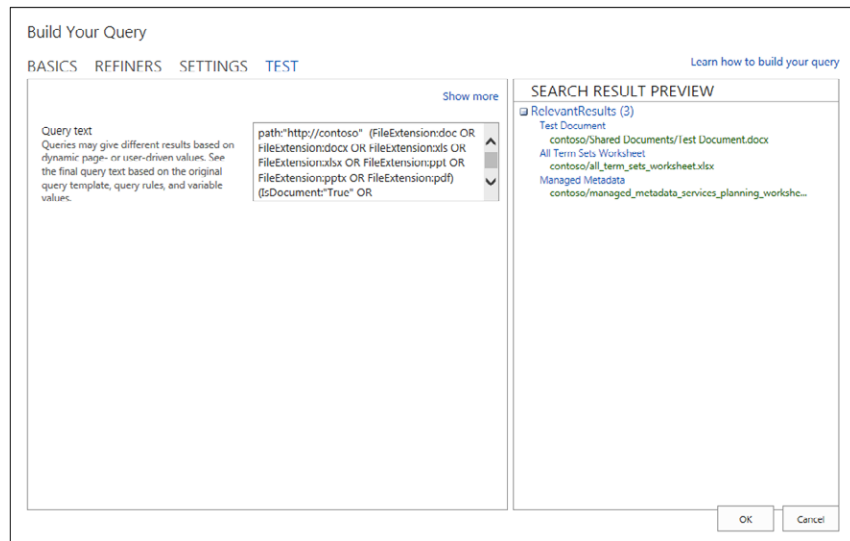 Build Your Query
BASICS REFINERS SETTINGS TEST
Learn how to build your query
Show more
Query text
Queries may give different results based on
dynamic page- or user-driven values. See
the final query text based on the original
query template, query rules, and variable
values.
path:"http://contoso" (FileExtension:doc OR
FileExtension:docx OR FileExtension:xls OR
FileExtension:xlsx OR FileExtension:ppt OR
FileExtension:pptx OR FileExtension:pdf)
(IsDocument:"True" OR
SEARCH RESULT PREVIEW
RelevantResults (3)
Test Document
contoso/Shared Documents/Test Document.docx
All Term Sets Worksheet
contoso/all_term_sets_worksheet.xlsx
Managed Metadata
contoso/managed_metadata_services_planning_workshe...
OK Cancel